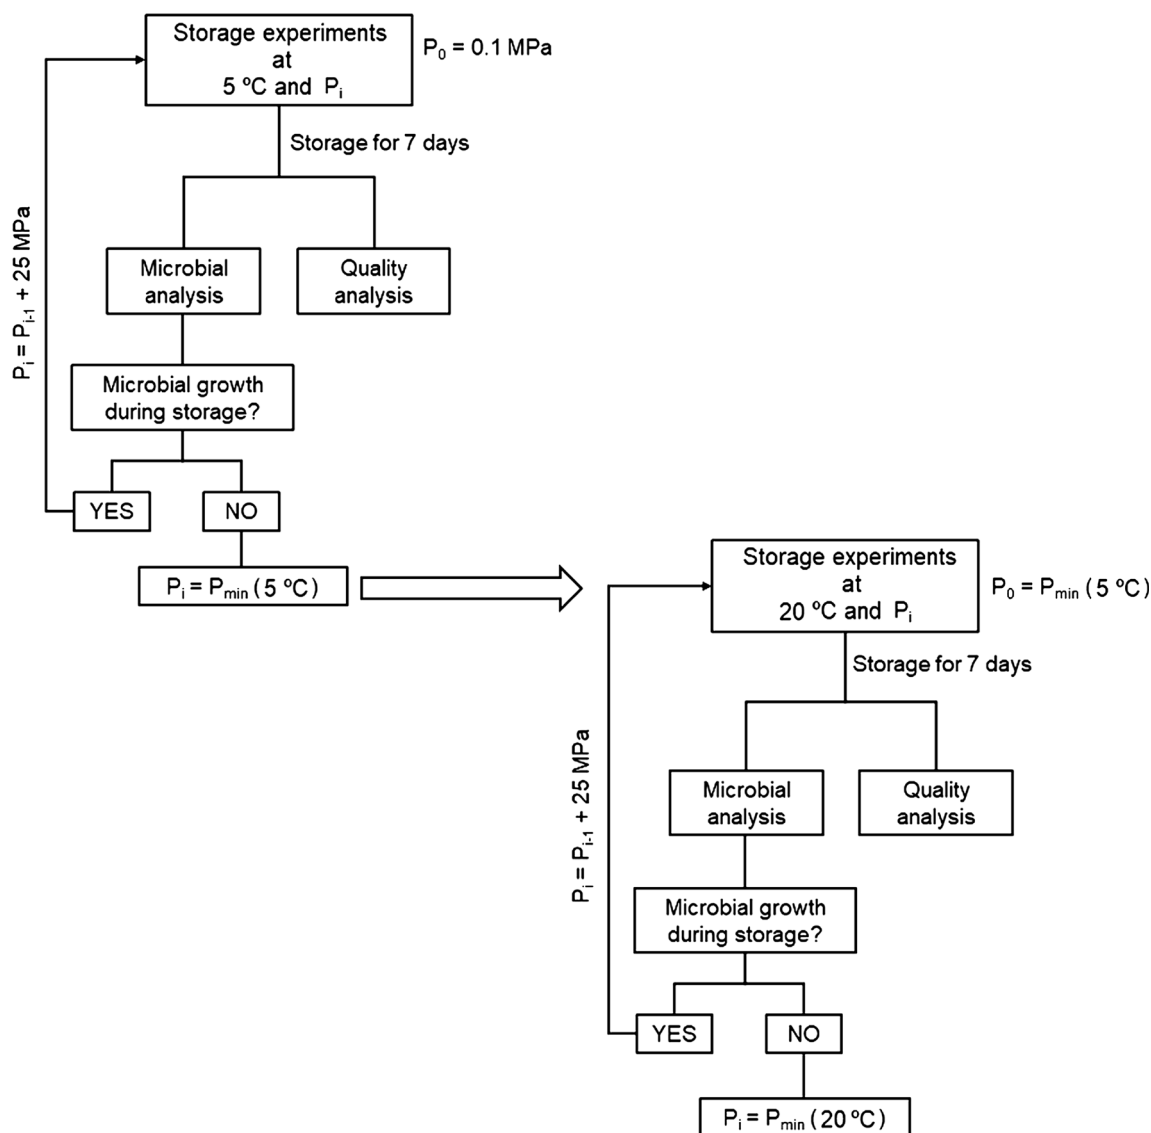 Storage experiments
at
5 ºC and Pᵢ
P₀ = 0.1 MPa
Storage for 7 days
Pᵢ = Pᵢ₋₁ + 25 MPa
Microbial
analysis
Quality
analysis
Microbial growth
during storage?
YES
NO
Pᵢ = Pₘᵢₙ (5 ºC)
Storage experiments
at
20 ºC and Pᵢ
P₀ = Pₘᵢₙ (5 ºC)
Storage for 7 days
Pᵢ = Pᵢ₋₁ + 25 MPa
Microbial
analysis
Quality
analysis
Microbial growth
during storage?
YES
NO
Pᵢ = Pₘᵢₙ (20 ºC)